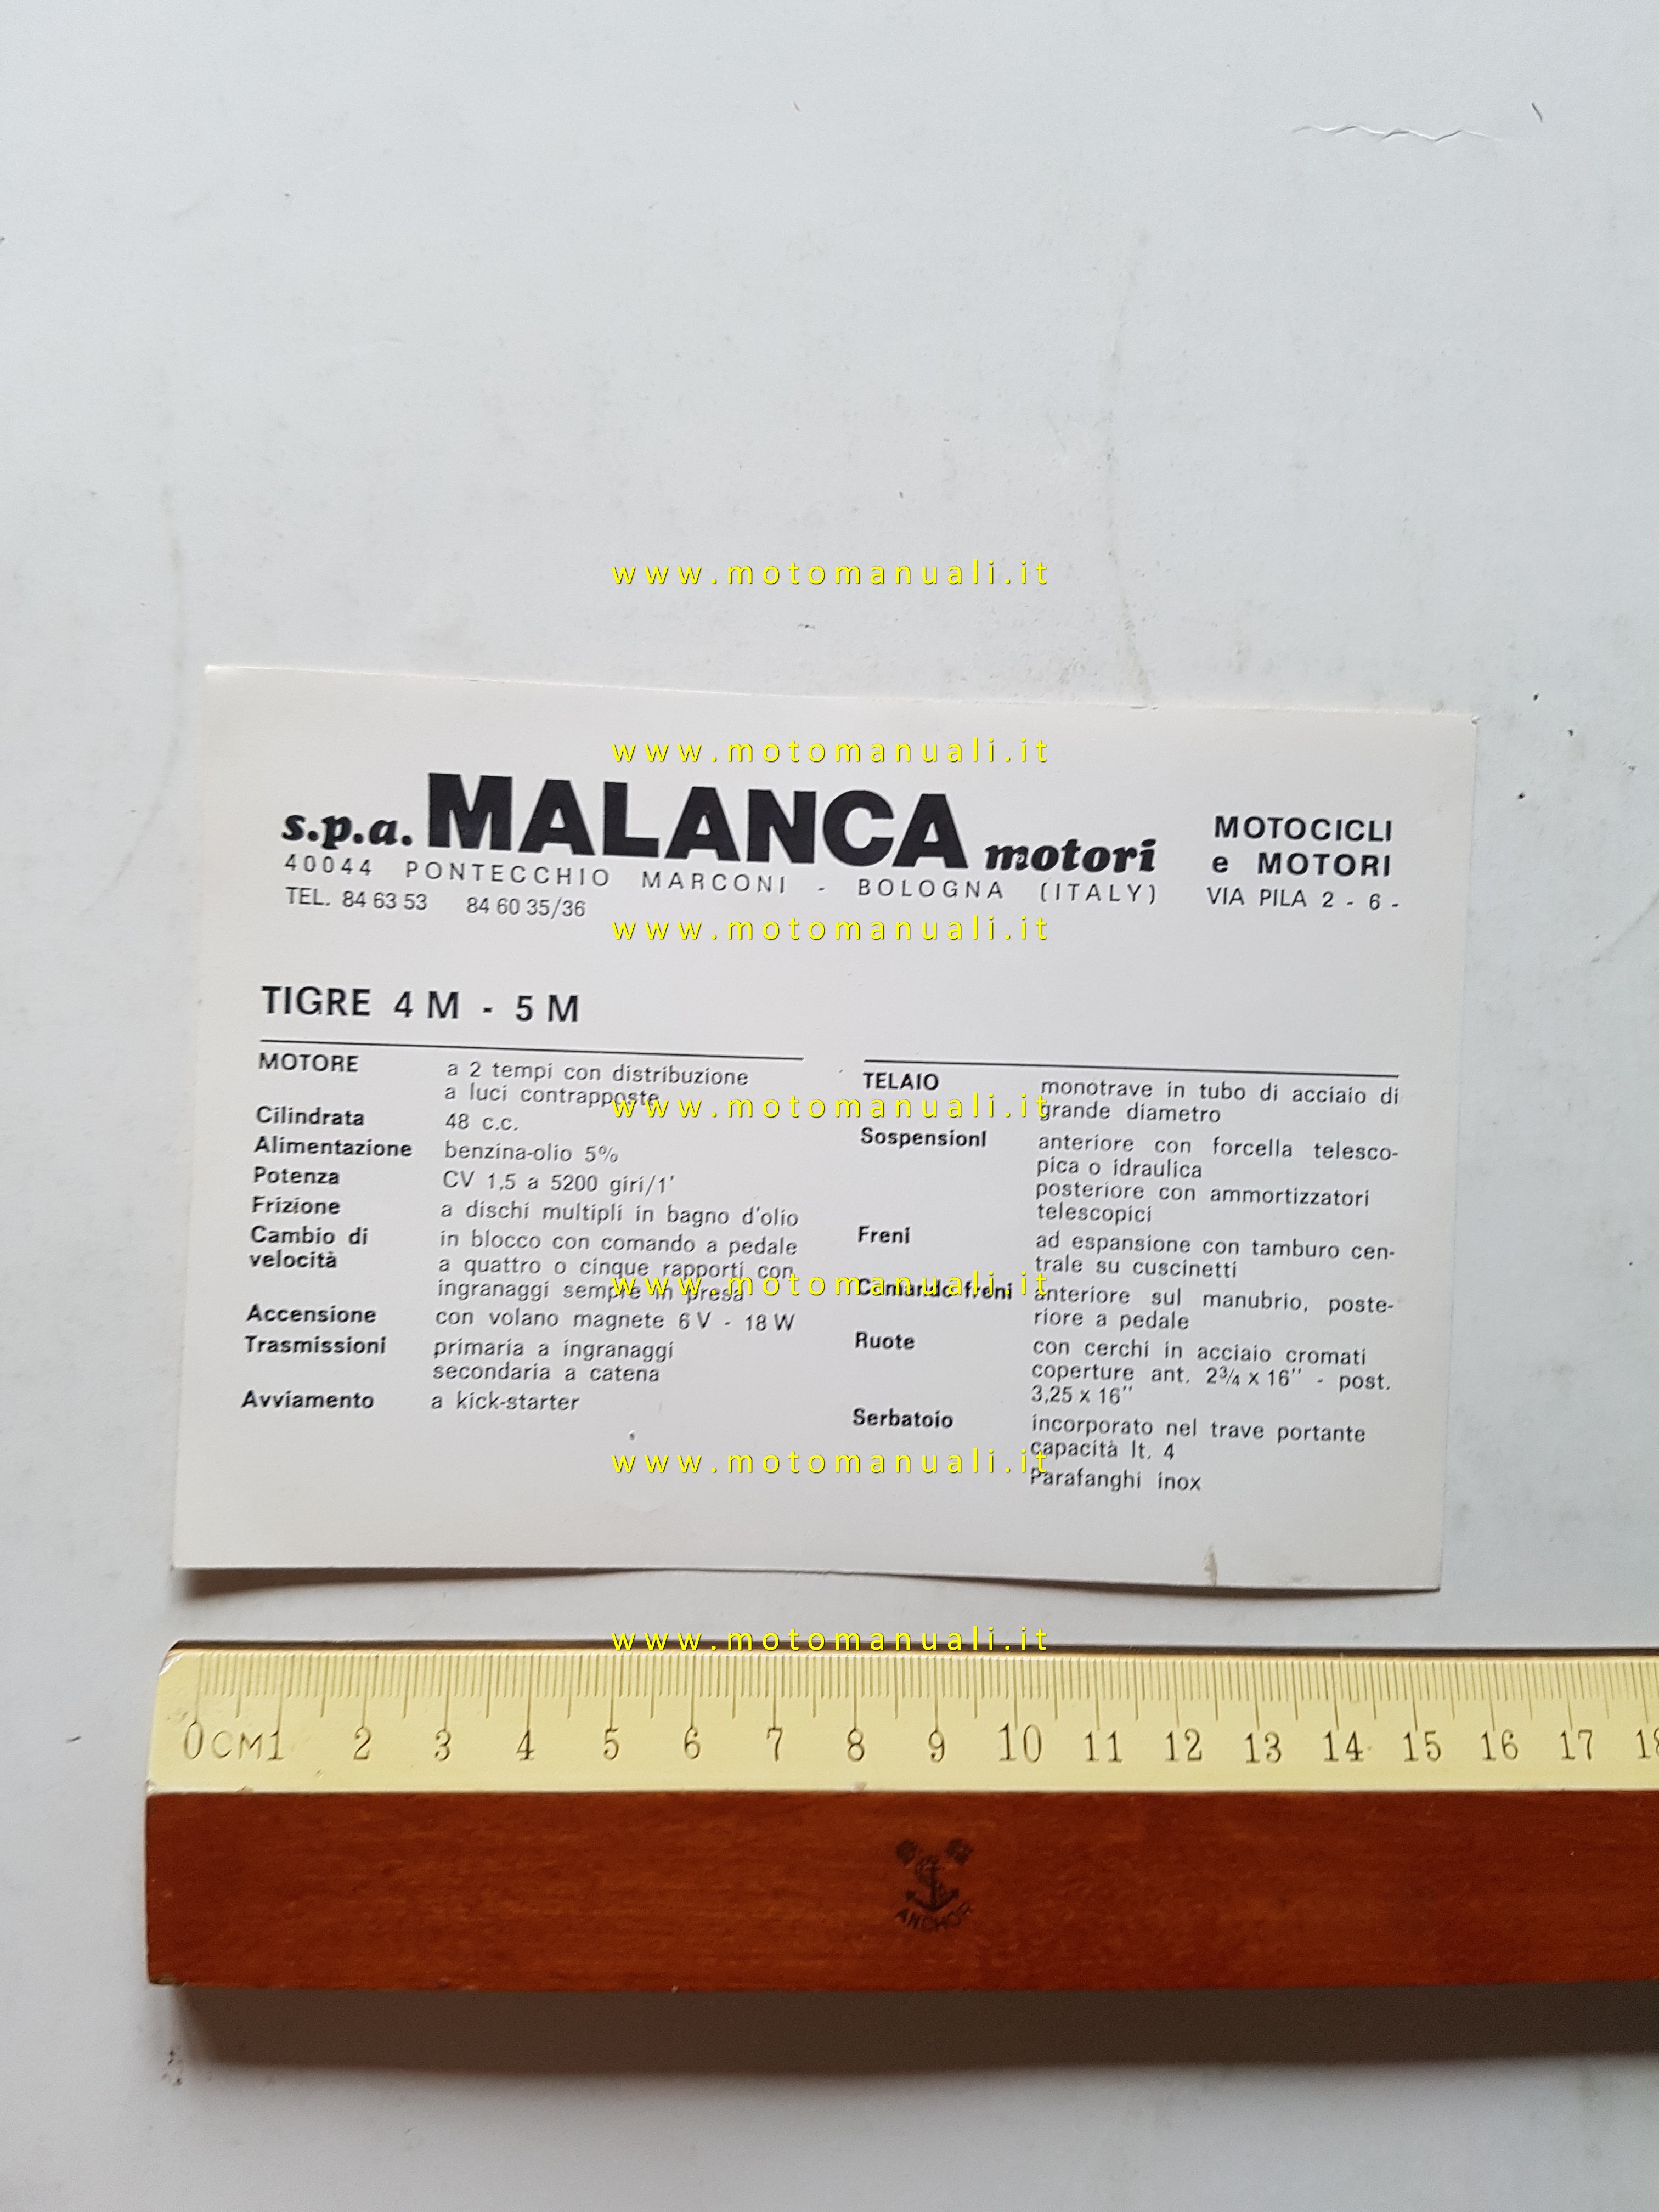 www.motomanuali.it
www.motomanuali.it
s.p.a. MALANCA motori
40044 PONTECCHIO MARCONI - BOLOGNA (ITALY)
TEL. 84 63 53 84 60 35/36
MOTOCICLI
e MOTORI
VIA PILA 2 - 6 -
www.motomanuali.it
TIGRE 4 M - 5 M
MOTORE a 2 tempi con distribuzione
a luci contrapposte
Cilindrata 48 c.c.
Alimentazione benzina-olio 5%
Potenza CV 1,5 a 5200 giri/1'
Frizione a dischi multipli in bagno d'olio
Cambio di in blocco con comando a pedale
velocità a quattro o cinque rapporti con
ingranaggi sempre in presa
Accensione con volano magnete 6 V - 18 W
Trasmissioni primaria a ingranaggi
secondaria a catena
Avviamento a kick-starter
TELAIO monotrave in tubo di acciaio di
grande diametro
SospensionI anteriore con forcella telesco-
pica o idraulica
posteriore con ammortizzatori
telescopici
Freni ad espansione con tamburo cen-
trale su cuscinetti
Comando freni anteriore sul manubrio, poste-
riore a pedale
Ruote con cerchi in acciaio cromati
coperture ant. 2¾ x 16" - post.
3,25 x 16"
Serbatoio incorporato nel trave portante
capacità lt. 4
Parafanghi inox
www.motomanuali.it
www.motomanuali.it
www.motomanuali.it
www.motomanuali.it
0 CM 1 2 3 4 5 6 7 8 9 10 11 12 13 14 15 16 17 18
ANCHOR